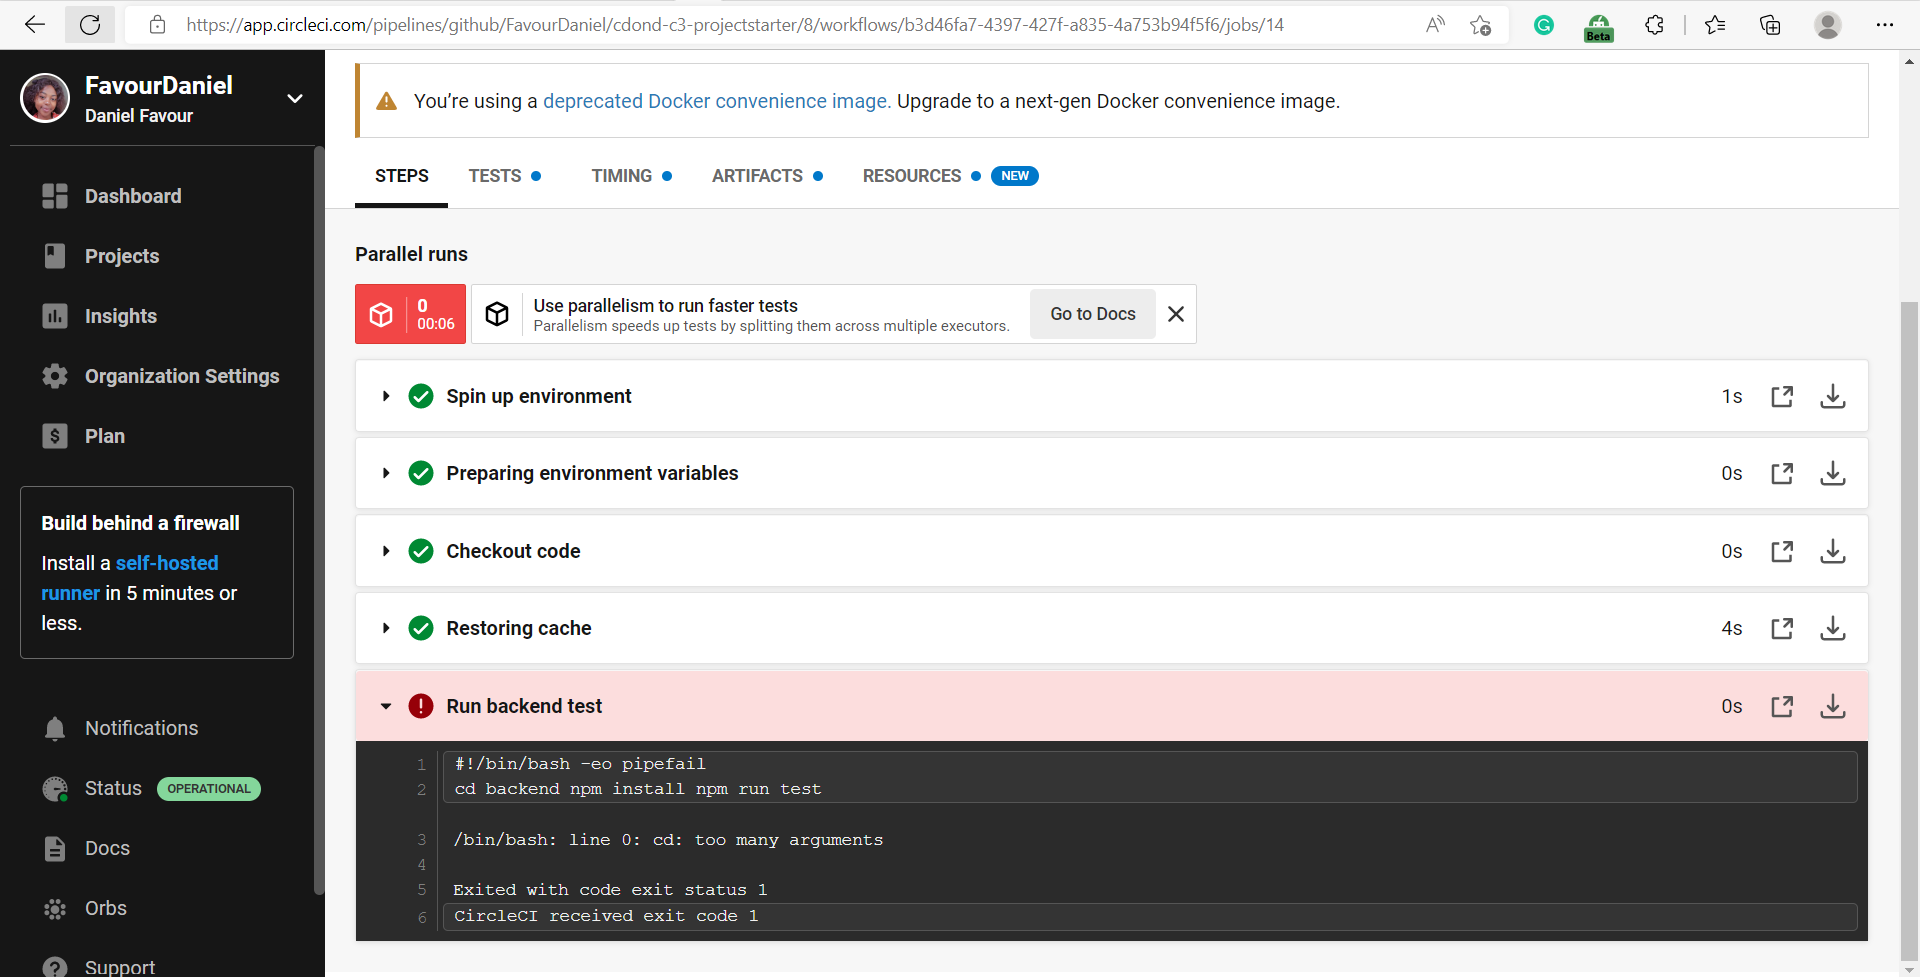 https://app.circleci.com/pipelines/github/FavourDaniel/cdond-c3-projectstarter/8/workflows/b3d46fa7-4397-427f-a835-4a753b94f5f6/jobs/14
Beta
FavourDaniel
Daniel Favour
Dashboard
Projects
Insights
Organization Settings
Plan
Build behind a firewall
Install a self-hosted
runner in 5 minutes or
less.
Notifications
Status OPERATIONAL
Docs
Orbs
Support
You’re using a deprecated Docker convenience image. Upgrade to a next-gen Docker convenience image.
STEPS TESTS TIMING ARTIFACTS RESOURCES NEW
Parallel runs
0
00:06
Use parallelism to run faster tests
Parallelism speeds up tests by splitting them across multiple executors.
Go to Docs
Spin up environment 1s
Preparing environment variables 0s
Checkout code 0s
Restoring cache 4s
Run backend test 0s
1 #!/bin/bash -eo pipefail
2 cd backend npm install npm run test
3 /bin/bash: line 0: cd: too many arguments
4
5 Exited with code exit status 1
6 CircleCI received exit code 1